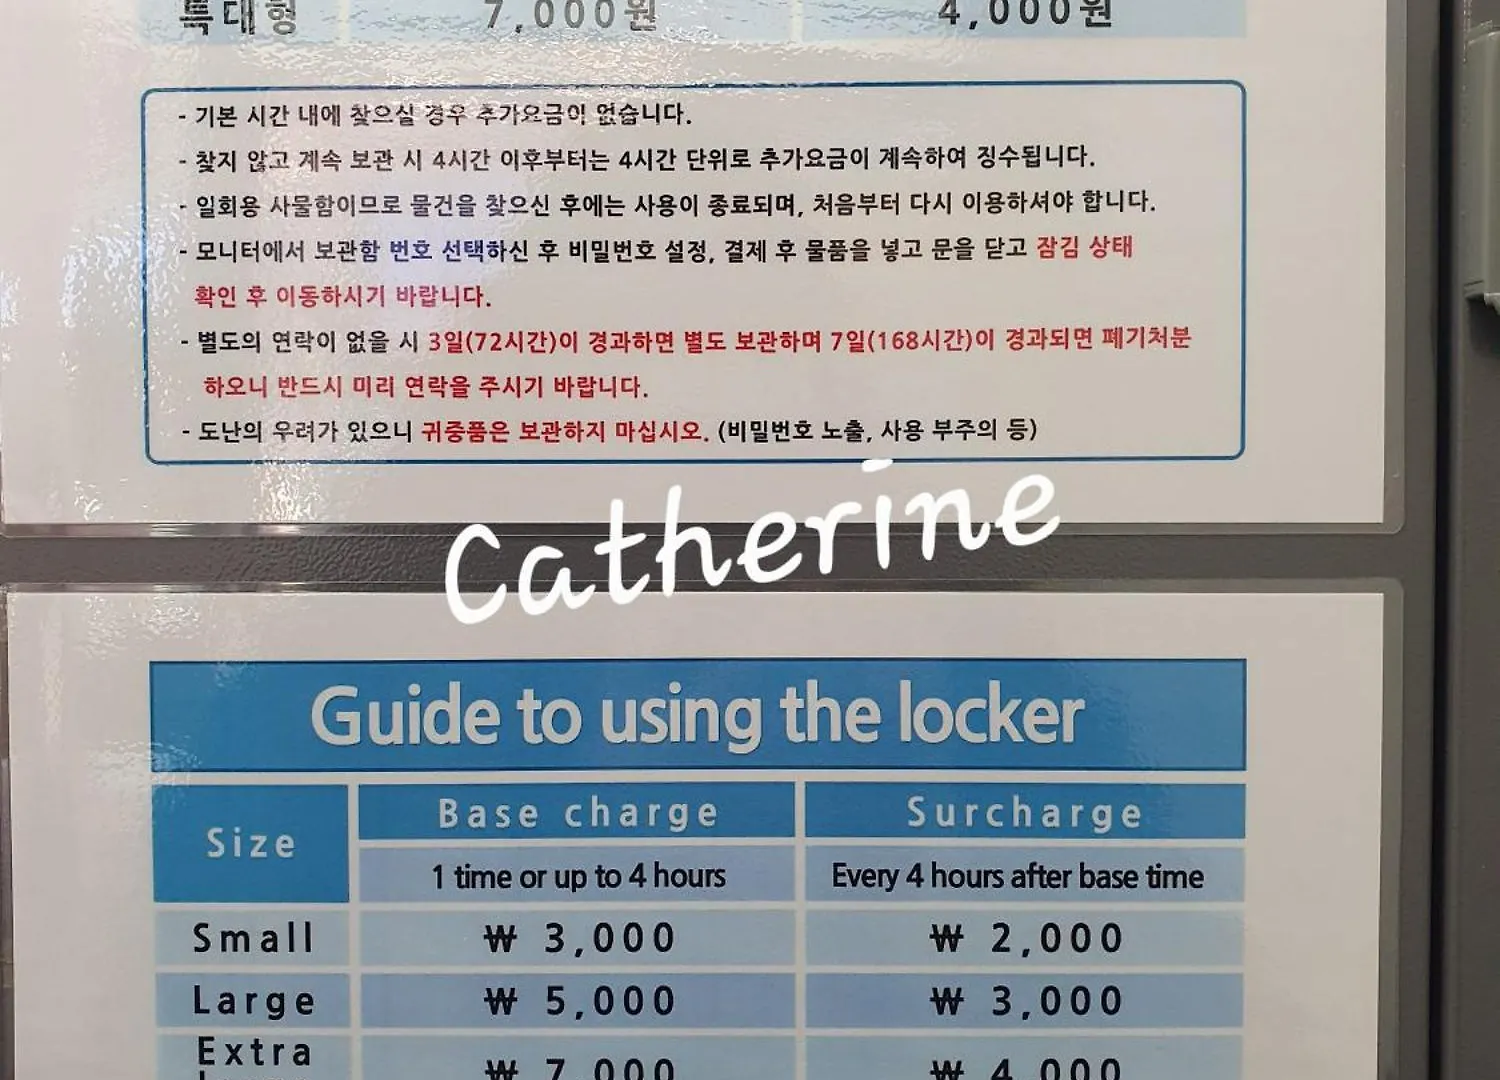 특대형 7,000원 4,000원
- 기본 시간 내에 찾으실 경우 추가요금이 없습니다.
- 찾지 않고 계속 보관 시 4시간 이후부터는 4시간 단위로 추가요금이 계속하여 징수됩니다.
- 일회용 사물함이므로 물건을 찾으신 후에는 사용이 종료되며, 처음부터 다시 이용하셔야 합니다.
- 모니터에서 보관함 번호 선택하신 후 비밀번호 설정, 결제 후 물품을 넣고 문을 닫고 잠김 상태
확인 후 이동하시기 바랍니다.
- 별도의 연락이 없을 시 3일(72시간)이 경과하면 별도 보관하며 7일(168시간)이 경과되면 폐기처분
하오니 반드시 미리 연락을 주시기 바랍니다.
- 도난의 우려가 있으니 귀중품은 보관하지 마십시오. (비밀번호 노출, 사용 부주의 등)
Catherine
Guide to using the locker
Size Base charge Surcharge
1 time or up to 4 hours Every 4 hours after base time
Small ₩ 3,000 ₩ 2,000
Large ₩ 5,000 ₩ 3,000
Extra ₩ 7,000 ₩ 4,000